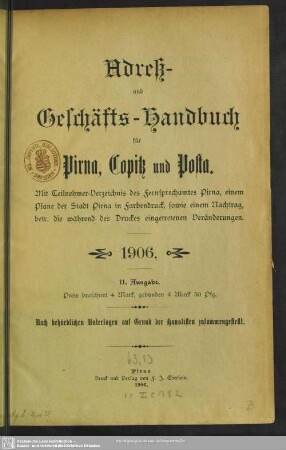 Adreß-
und
Geschäfts-Handbuch
für
Pirna, Copitz und Posta.
Mit Teilnehmer-Verzeichnis des Fernsprechamtes Pirna, einem
Plane der Stadt Pirna in Farbendruck, sowie einem Nachtrag,
betr. die während des Druckes eingetretenen Veränderungen.
1906.
11. Ausgabe.
Preis broschiert 4 Mark, gebunden 4 Mark 50 Pfg.
Nach behördlichen Unterlagen auf Grund der Hauslisten zusammengestellt.
63,13
Pirna
Druck und Verlag von F. J. Eberlein.
1906.